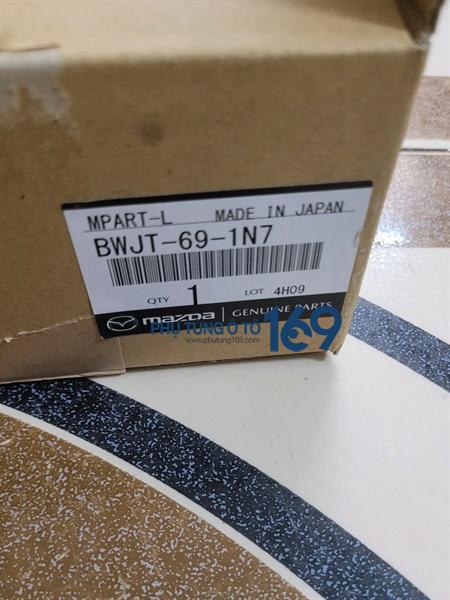 MPART-L MADE IN JAPAN
BWJT-69-1N7
QTY 1 LOT 4H09
mazda GENUINE PARTS
PHỤ TÙNG Ô TÔ 169
www.phutung169.com